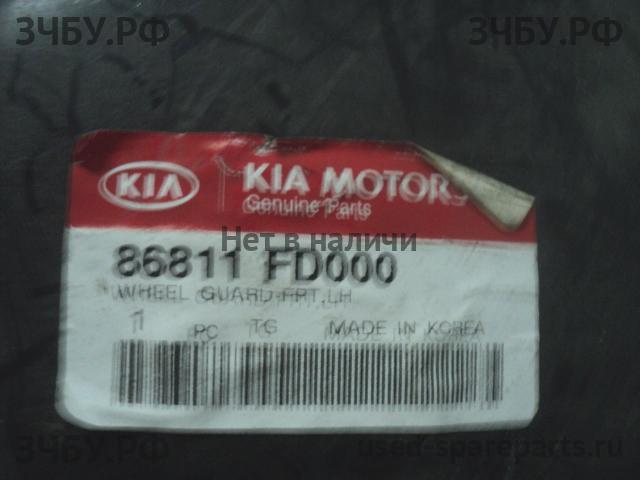 ЗЧБУ.РФ
ЗЧБУ.РФ
KIA
KIA MOTORS
Genuine Parts
Нет в наличии
86811 FD000
WHEEL GUARD-FRT,LH
1 PC TG MADE IN KOREA
ЗЧБУ.РФ
used-spareparts.ru